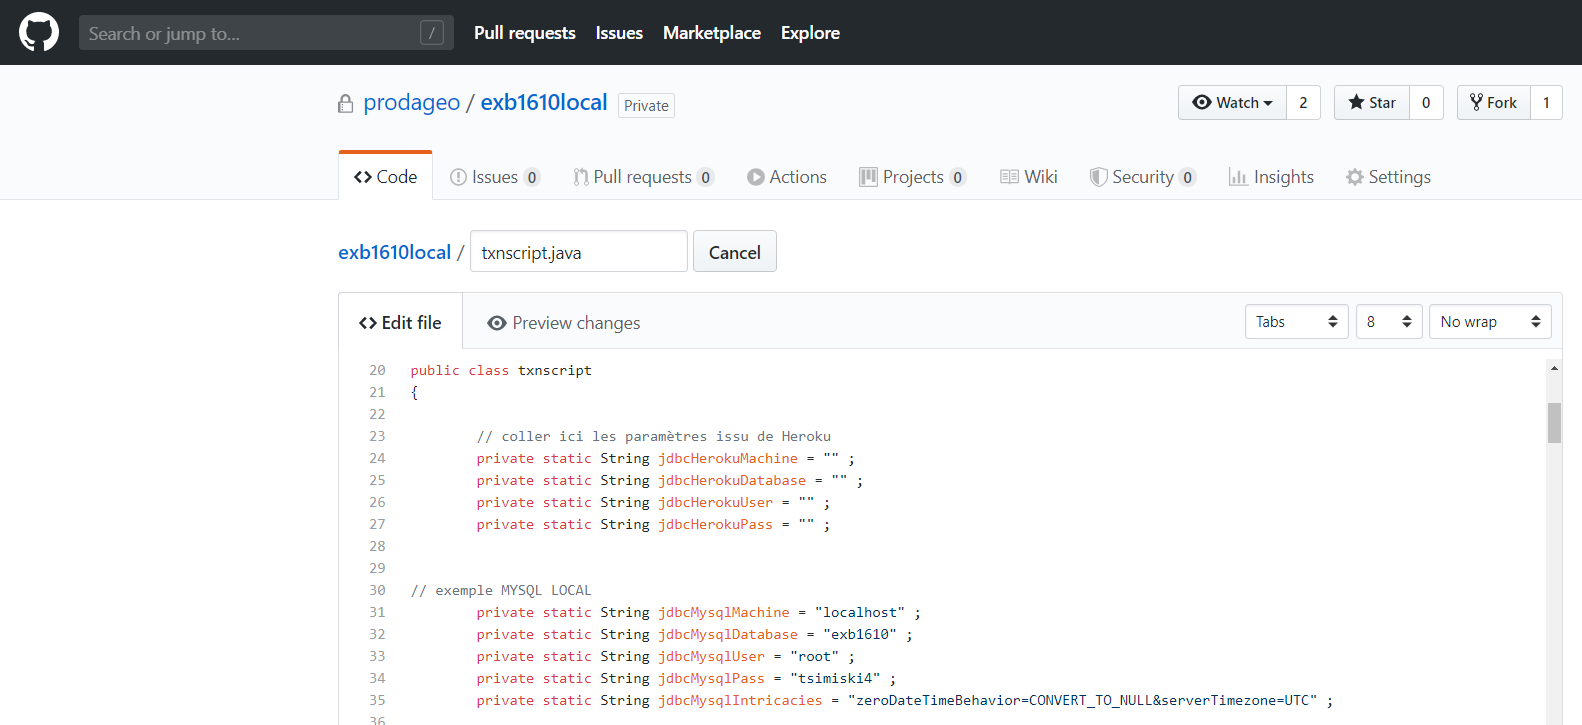 Search or jump to... /
Pull requests Issues Marketplace Explore
prodageo / exb1610local Private
Watch 2 Star 0 Fork 1
Code Issues 0 Pull requests 0 Actions Projects 0 Wiki Security 0 Insights Settings
exb1610local / txnscript.java Cancel
Edit file Preview changes Tabs 8 No wrap
20 public class txnscript
21 {
22
23 // coller ici les paramètres issu de Heroku
24 private static String jdbcHerokuMachine = "" ;
25 private static String jdbcHerokuDatabase = "" ;
26 private static String jdbcHerokuUser = "" ;
27 private static String jdbcHerokuPass = "" ;
28
29
30 // exemple MYSQL LOCAL
31 private static String jdbcMysqlMachine = "localhost" ;
32 private static String jdbcMysqlDatabase = "exb1610" ;
33 private static String jdbcMysqlUser = "root" ;
34 private static String jdbcMysqlPass = "tsimiski4" ;
35 private static String jdbcMysqlIntricacies = "zeroDateTimeBehavior=CONVERT_TO_NULL&serverTimezone=UTC" ;
36